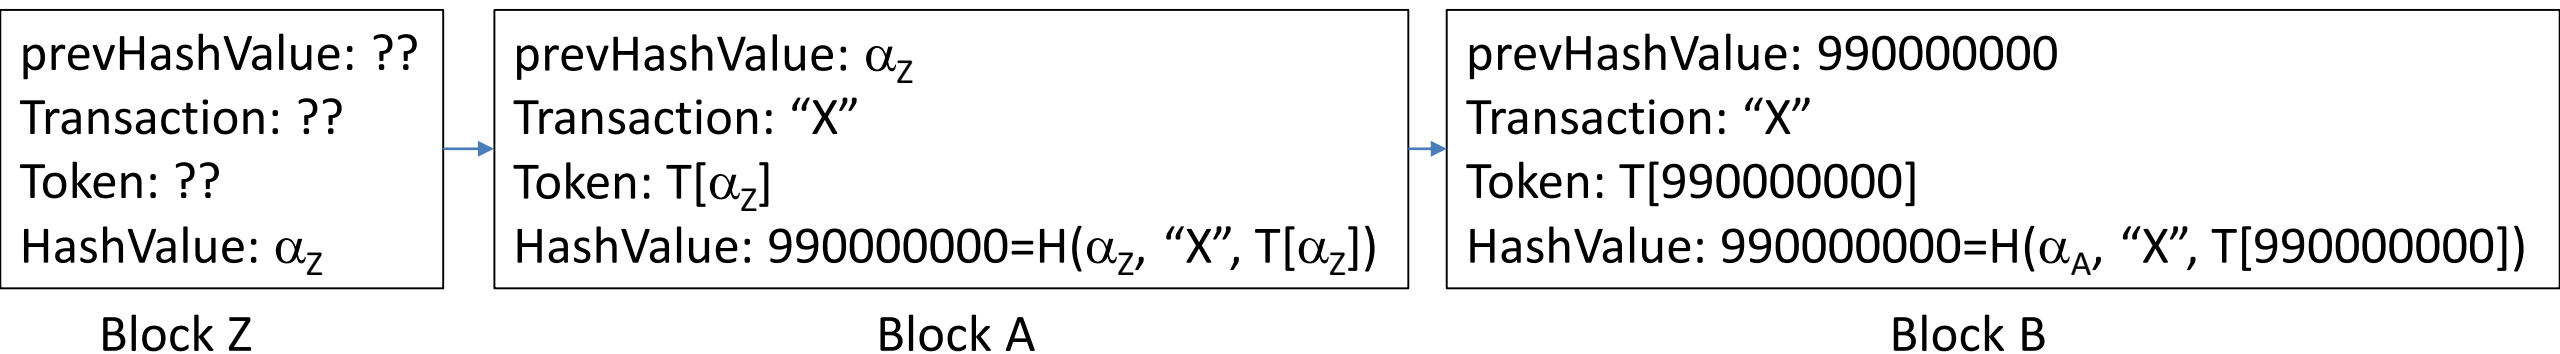 prevHashValue: ??
Transaction: ??
Token: ??
HashValue: αZ
Block Z
prevHashValue: αZ
Transaction: “X”
Token: T[αZ]
HashValue: 990000000=H(αZ, “X”, T[αZ])
Block A
prevHashValue: 990000000
Transaction: “X”
Token: T[990000000]
HashValue: 990000000=H(αA, “X”, T[990000000])
Block B